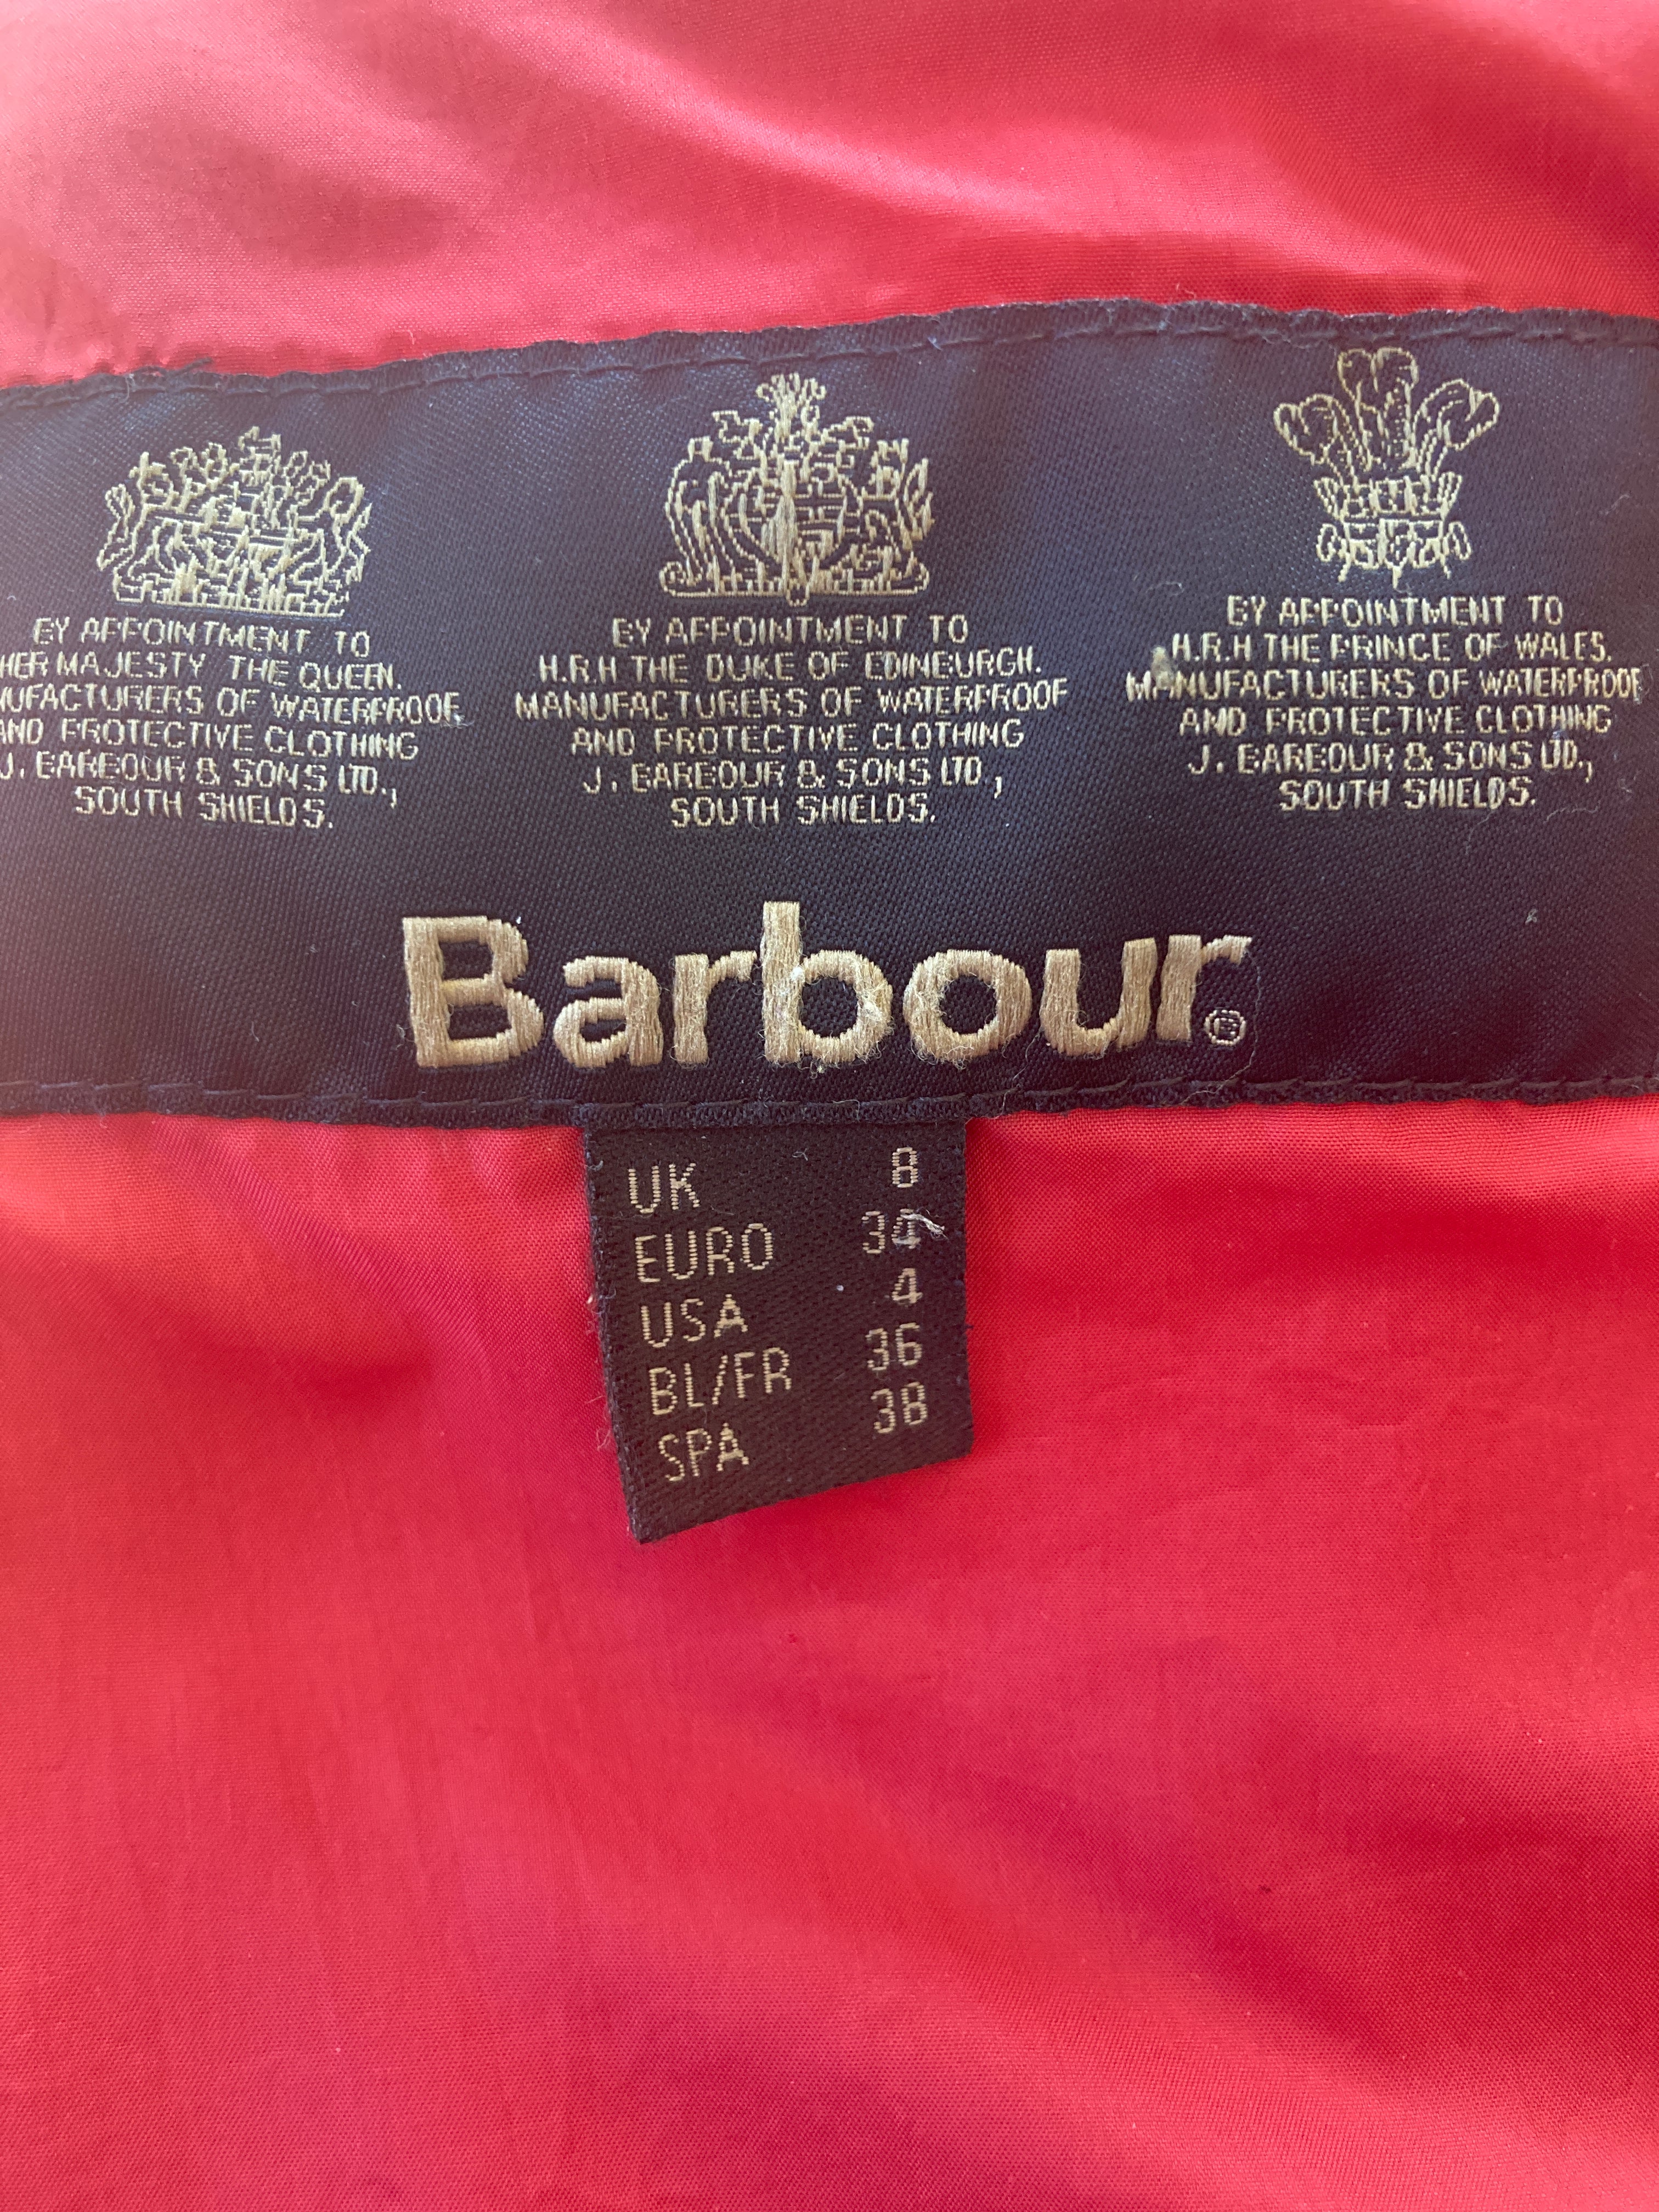 BY APPOINTMENT TO
HER MAJESTY THE QUEEN.
UFACTURERS OF WATERPROOF
AND PROTECTIVE CLOTHING
J. BARBOUR & SONS LTD.,
SOUTH SHIELDS.
BY APPOINTMENT TO
H.R.H THE DUKE OF EDINBURGH.
MANUFACTURERS OF WATERPROOF
AND PROTECTIVE CLOTHING
J. BARBOUR & SONS LTD,
SOUTH SHIELDS.
BY APPOINTMENT TO
H.R.H THE PRINCE OF WALES.
MANUFACTURERS OF WATERPROOF
AND PROTECTIVE CLOTHING
J. BARBOUR & SONS LTD.,
SOUTH SHIELDS.
Barbour®
UK 8
EURO 34
USA 4
BL/FR 36
SPA 38